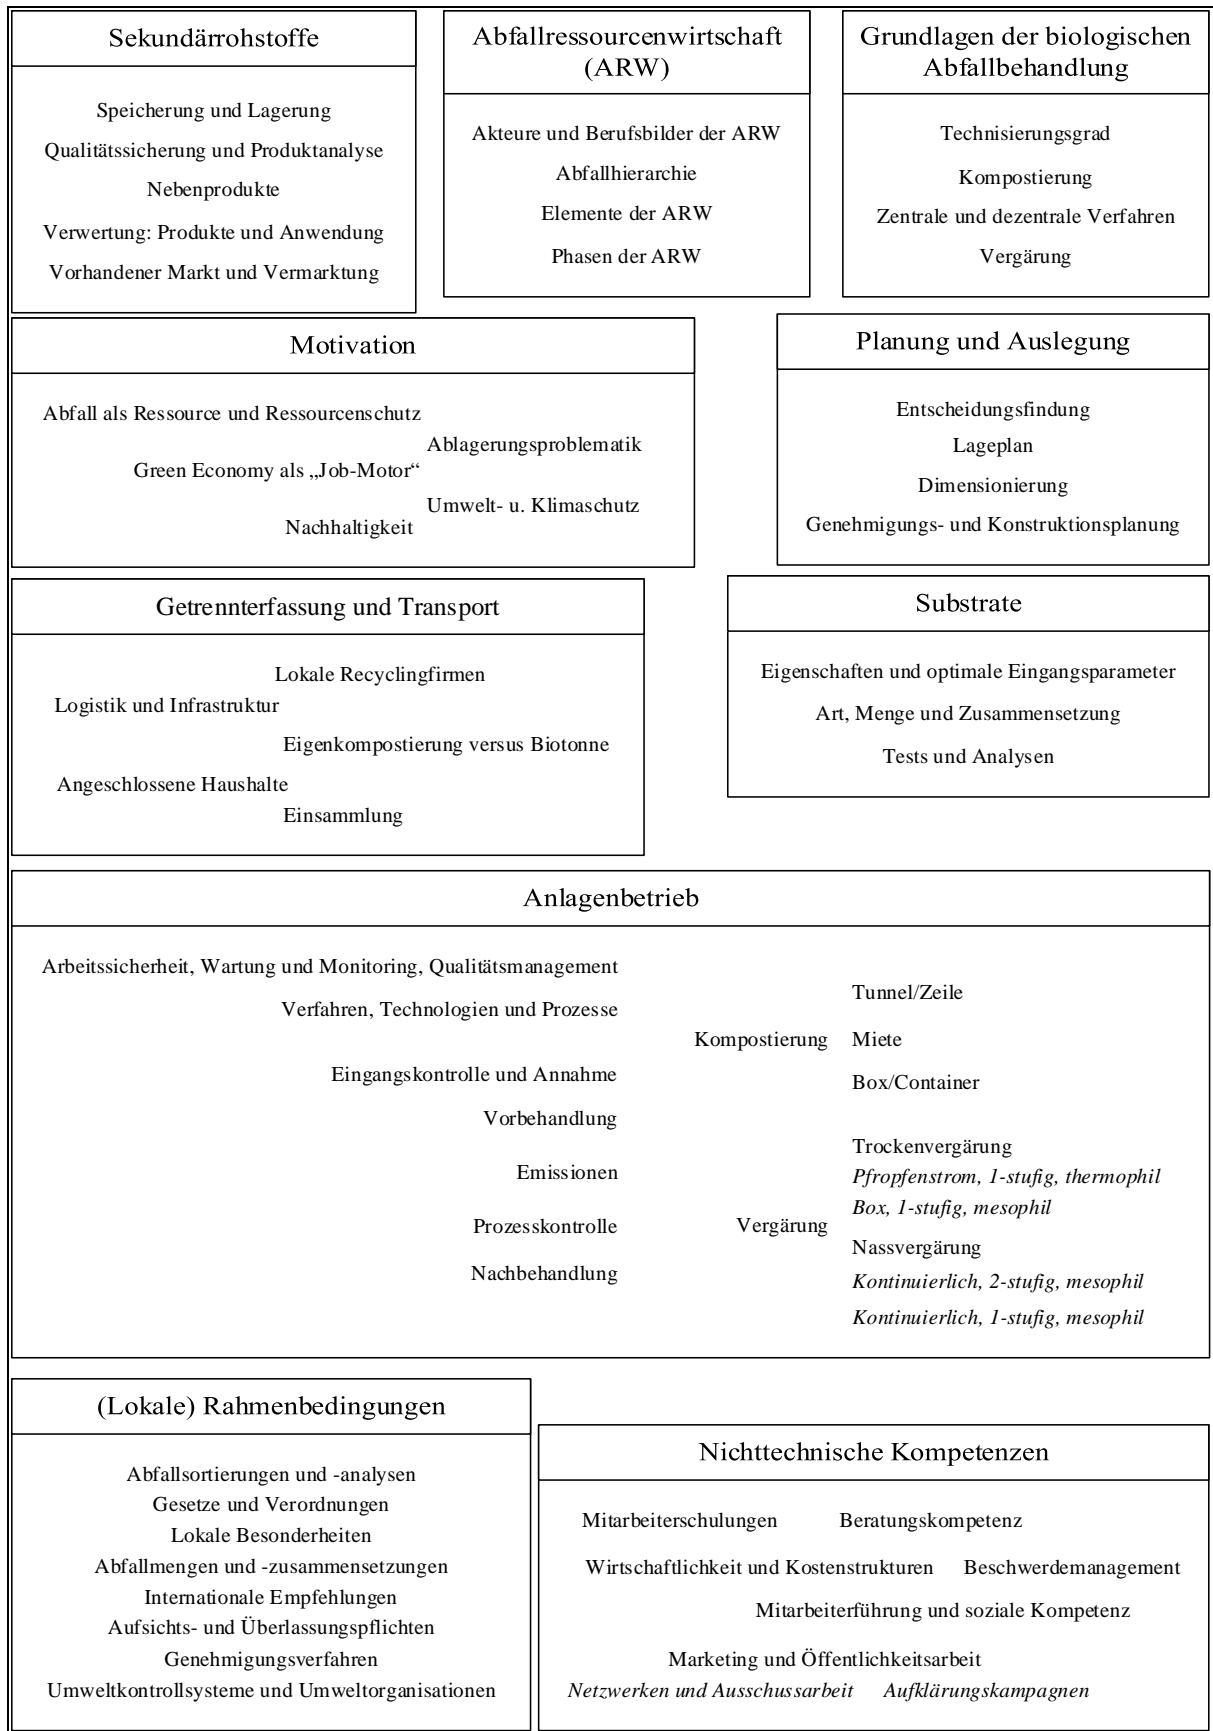 Sekundärrohstoffe
Speicherung und Lagerung
Qualitätssicherung und Produktanalyse
Nebenprodukte
Verwertung: Produkte und Anwendung
Vorhandener Markt und Vermarktung
Abfallressourcenwirtschaft
(ARW)
Akteure und Berufsbilder der ARW
Abfallhierarchie
Elemente der ARW
Phasen der ARW
Grundlagen der biologischen
Abfallbehandlung
Technisierungsgrad
Kompostierung
Zentrale und dezentrale Verfahren
Vergärung
Motivation
Abfall als Ressource und Ressourcenschutz
Ablagerungsproblematik
Green Economy als „Job-Motor“
Umwelt- u. Klimaschutz
Nachhaltigkeit
Planung und Auslegung
Entscheidungsfindung
Lageplan
Dimensionierung
Genehmigungs- und Konstruktionsplanung
Getrennterfassung und Transport
Lokale Recyclingfirmen
Logistik und Infrastruktur
Eigenkompostierung versus Biotonne
Angeschlossene Haushalte
Einsammlung
Substrate
Eigenschaften und optimale Eingangsparameter
Art, Menge und Zusammensetzung
Tests und Analysen
Anlagenbetrieb
Arbeitssicherheit, Wartung und Monitoring, Qualitätsmanagement
Verfahren, Technologien und Prozesse
Eingangskontrolle und Annahme
Vorbehandlung
Emissionen
Prozesskontrolle
Nachbehandlung
Kompostierung
Tunnel/Zeile
Miete
Box/Container
Vergärung
Trockenvergärung
Pfropfenstrom, 1-stufig, thermophil
Box, 1-stufig, mesophil
Nassvergärung
Kontinuierlich, 2-stufig, mesophil
Kontinuierlich, 1-stufig, mesophil
(Lokale) Rahmenbedingungen
Abfallsortierungen und -analysen
Gesetze und Verordnungen
Lokale Besonderheiten
Abfallmengen und -zusammensetzungen
Internationale Empfehlungen
Aufsichts- und Überlassungspflichten
Genehmigungsverfahren
Umweltkontrollsysteme und Umweltorganisationen
Nichttechnische Kompetenzen
Mitarbeiterschulungen Beratungskompetenz
Wirtschaftlichkeit und Kostenstrukturen Beschwerdemanagement
Mitarbeiterführung und soziale Kompetenz
Marketing und Öffentlichkeitsarbeit
Netzwerken und Ausschussarbeit Aufklärungskampagnen